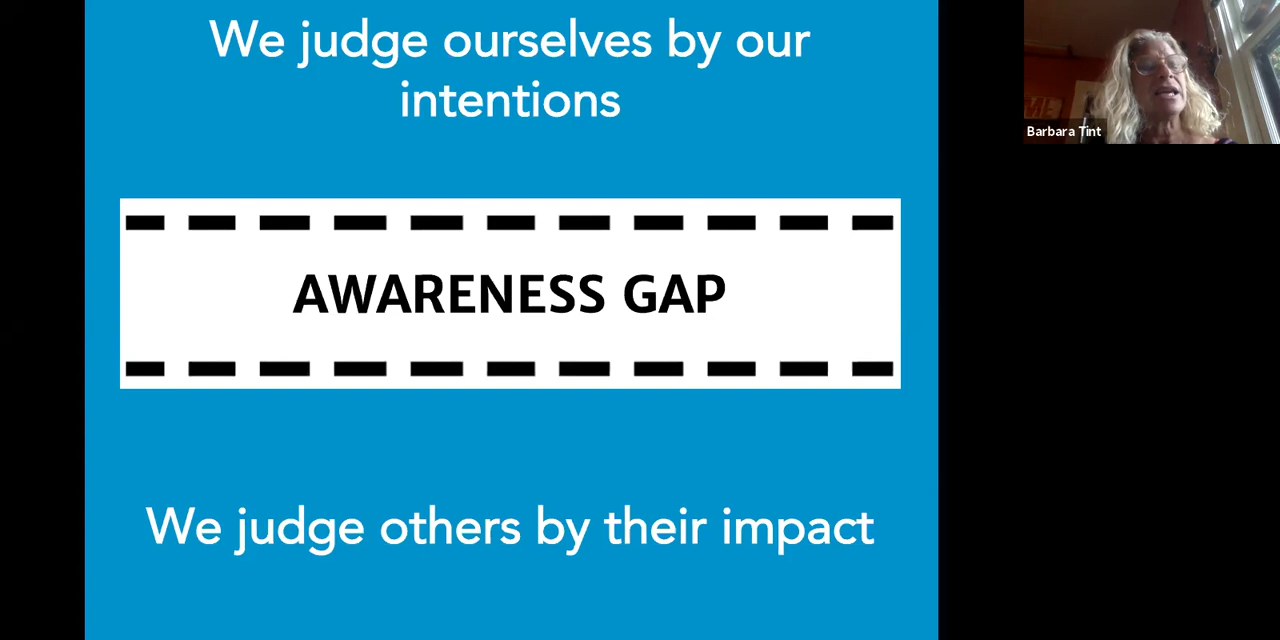 We judge ourselves by our
intentions
AWARENESS GAP
We judge others by their impact
Barbara Tint